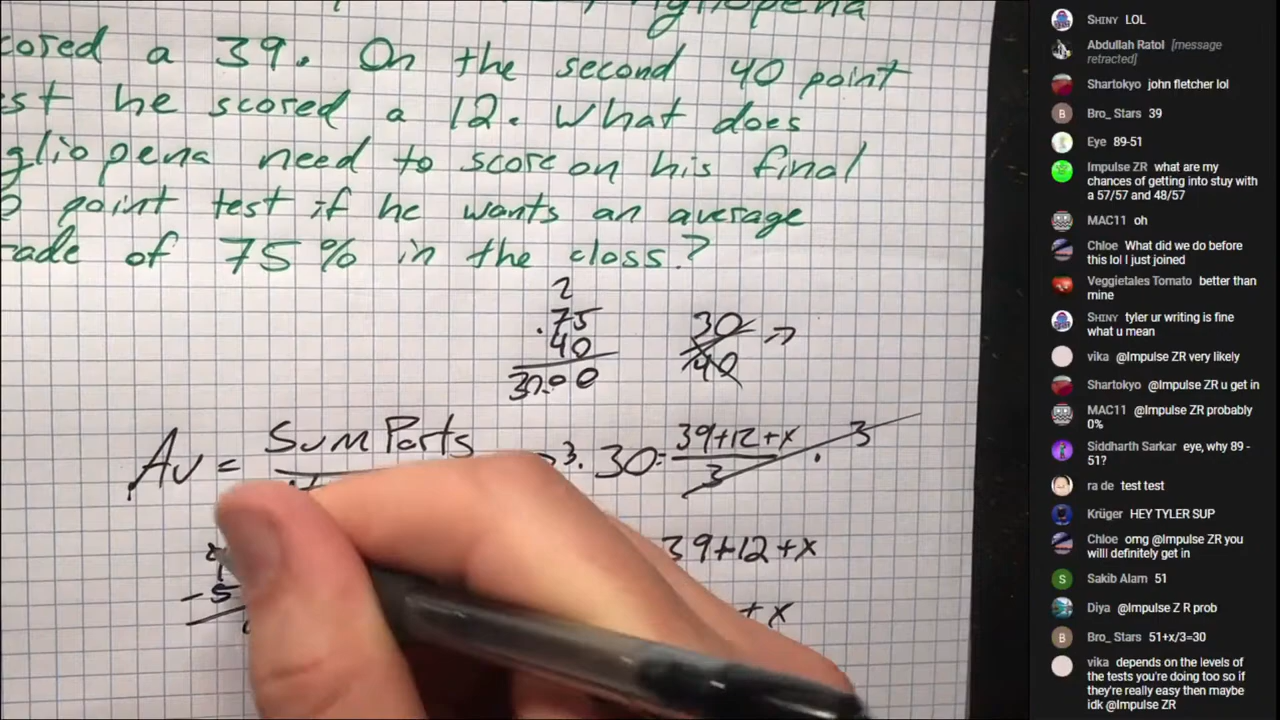 cored a 39. On the second 40 point
st he scored a 12. What does
gliopena need to score on his final
point test if he wants an average
rade of 75% in the class?
2
.75
40
30.00
30
40
Av = Sum Parts
3. 30 = 39+12+x . 3
3
39+12+x
- 5
+ x
SHINY LOL
Abdullah Ratol [message
retracted]
Shartokyo john fletcher lol
Bro_ Stars 39
Eye 89-51
Impulse ZR what are my
chances of getting into stuy with
a 57/57 and 48/57
MAC11 oh
Chloe What did we do before
this lol I just joined
Veggietales Tomato better than
mine
SHINY tyler ur writing is fine
what u mean
vika @Impulse ZR very likely
Shartokyo @Impulse ZR u get in
MAC11 @Impulse ZR probably
0%
Siddharth Sarkar eye, why 89 -
51?
ra de test test
Krüger HEY TYLER SUP
Chloe omg @Impulse ZR you
willl definitely get in
Sakib Alam 51
Diya @Impulse Z R prob
Bro_ Stars 51+x/3=30
vika depends on the levels of
the tests you're doing too so if
they're really easy then maybe
idk @Impulse ZR